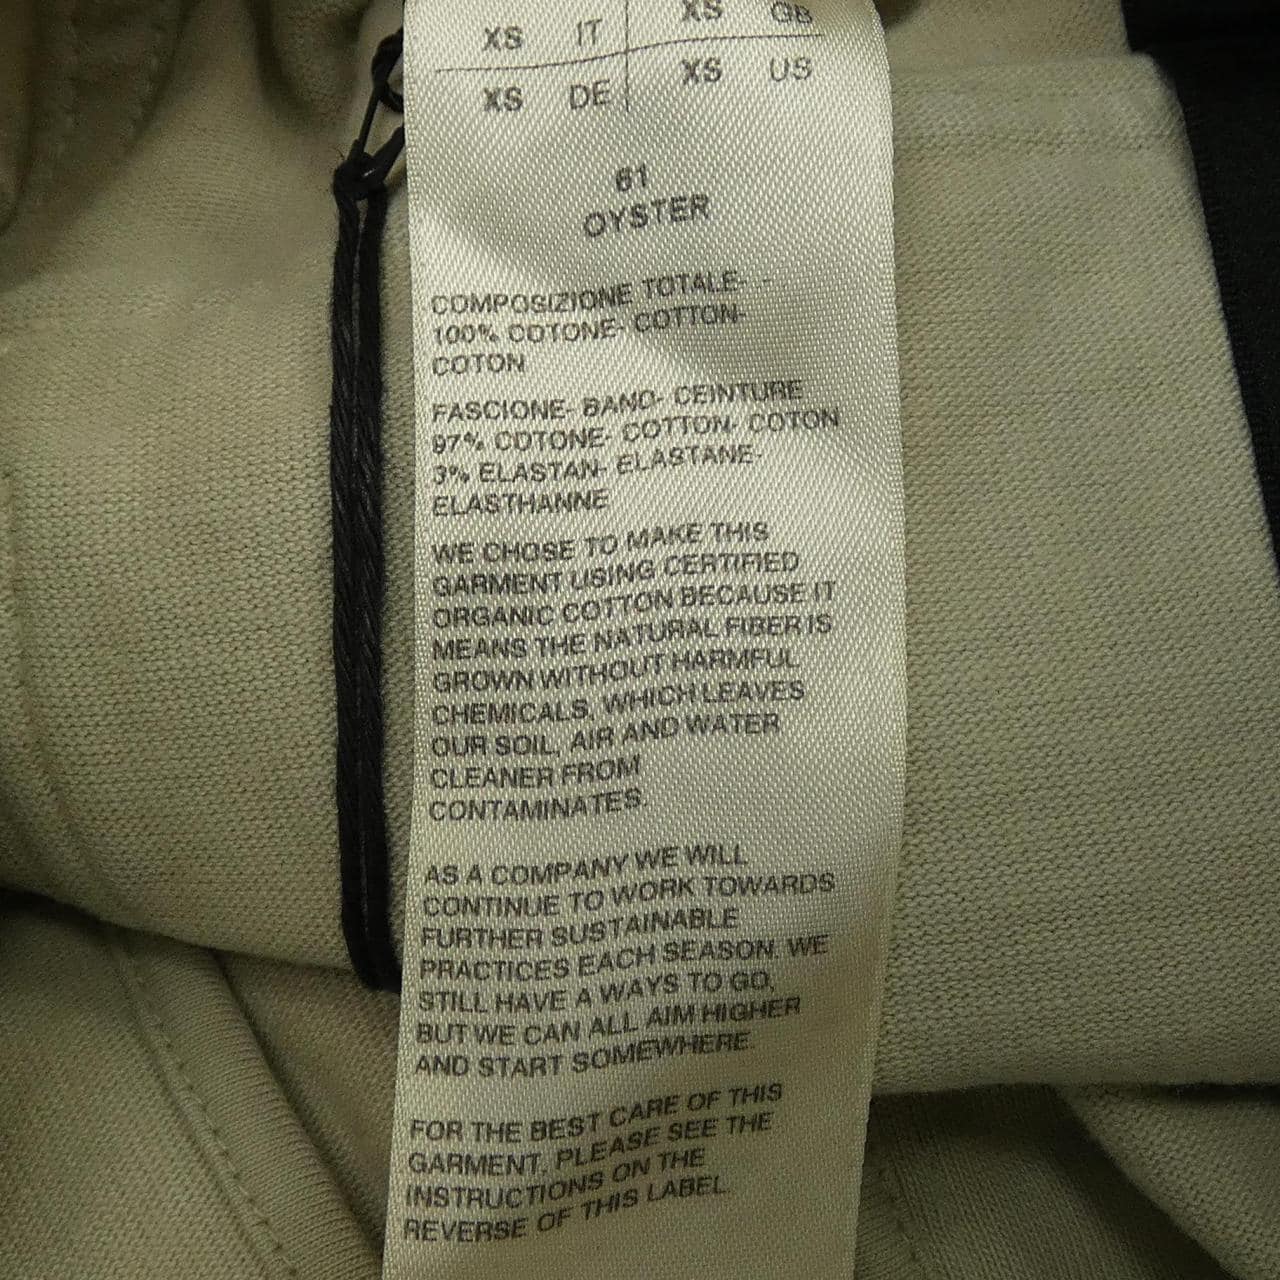 XS IT XS GB
XS DE XS US
61
OYSTER
COMPOSIZIONE TOTALE- -
100% COTONE- COTTON-
COTON
FASCIONE- BAND- CEINTURE
97% COTONE- COTTON- COTON
3% ELASTAN- ELASTANE-
ELASTHANNE
WE CHOSE TO MAKE THIS
GARMENT USING CERTIFIED
ORGANIC COTTON BECAUSE IT
MEANS THE NATURAL FIBER IS
GROWN WITHOUT HARMFUL
CHEMICALS, WHICH LEAVES
OUR SOIL, AIR AND WATER
CLEANER FROM
CONTAMINATES.
AS A COMPANY WE WILL
CONTINUE TO WORK TOWARDS
FURTHER SUSTAINABLE
PRACTICES EACH SEASON. WE
STILL HAVE A WAYS TO GO,
BUT WE CAN ALL AIM HIGHER
AND START SOMEWHERE.
FOR THE BEST CARE OF THIS
GARMENT, PLEASE SEE THE
INSTRUCTIONS ON THE
REVERSE OF THIS LABEL.